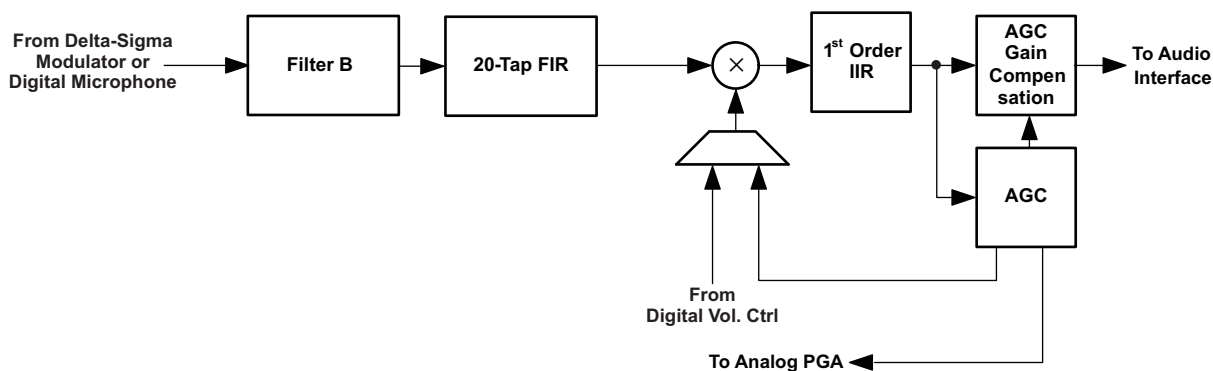 From Delta-Sigma
Modulator or
Digital Microphone
Filter B
20-Tap FIR
×
1st Order
IIR
AGC
Gain
Compen
sation
To Audio
Interface
AGC
From
Digital Vol. Ctrl
To Analog PGA